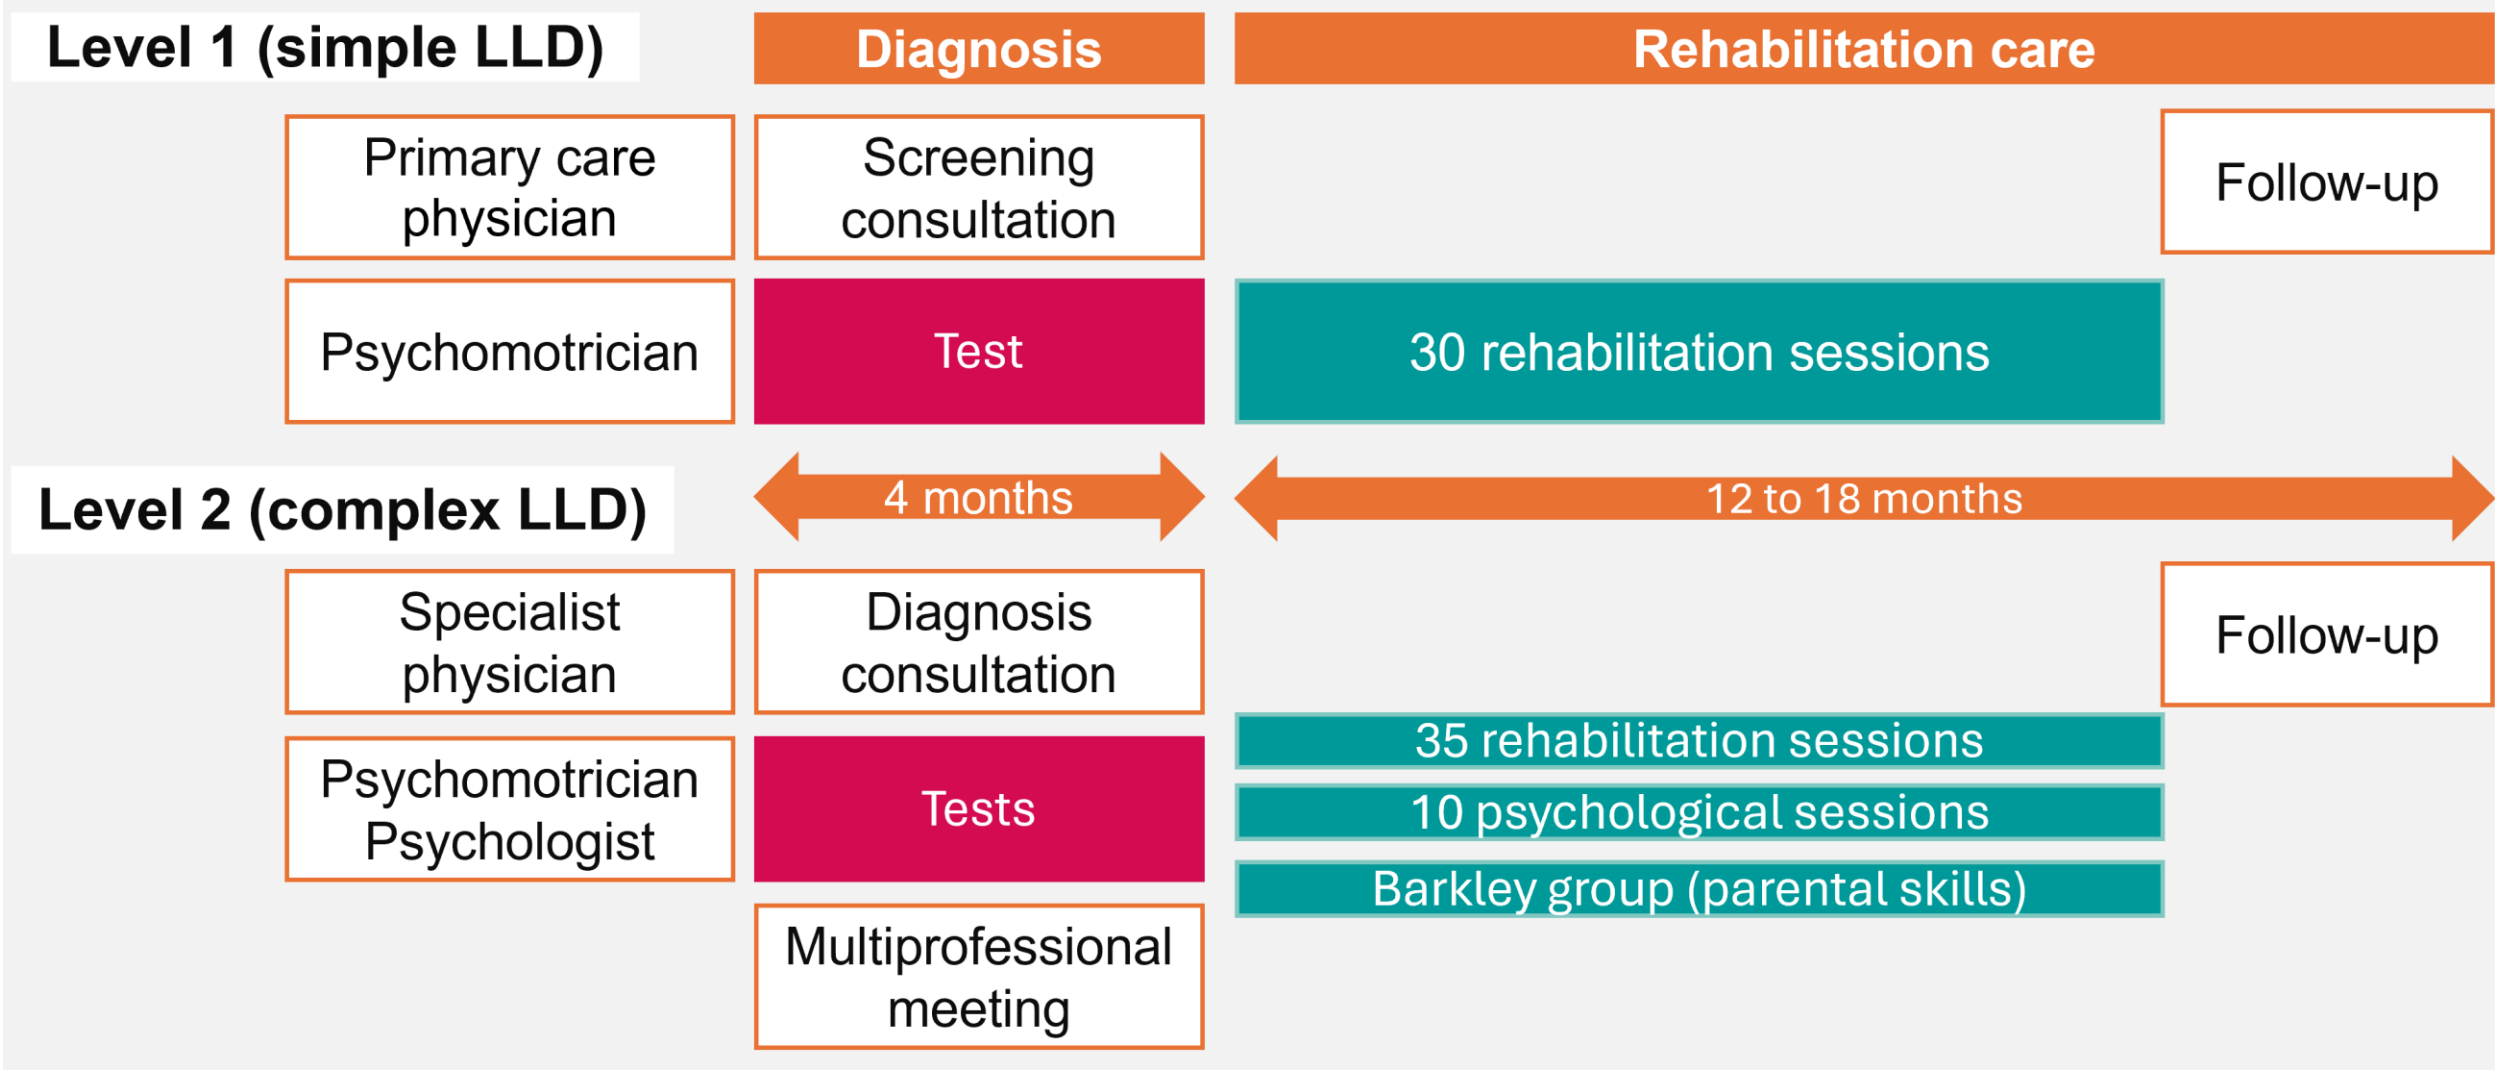 Level 1 (simple LLD)
Diagnosis
Rehabilitation care
Primary care
physician
Screening
consultation
Follow-up
Psychomotrician
Test
30 rehabilitation sessions
4 months
12 to 18 months
Level 2 (complex LLD)
Specialist
physician
Diagnosis
consultation
Follow-up
Psychomotrician
Psychologist
Tests
35 rehabilitation sessions
10 psychological sessions
Barkley group (parental skills)
Multiprofessional
meeting